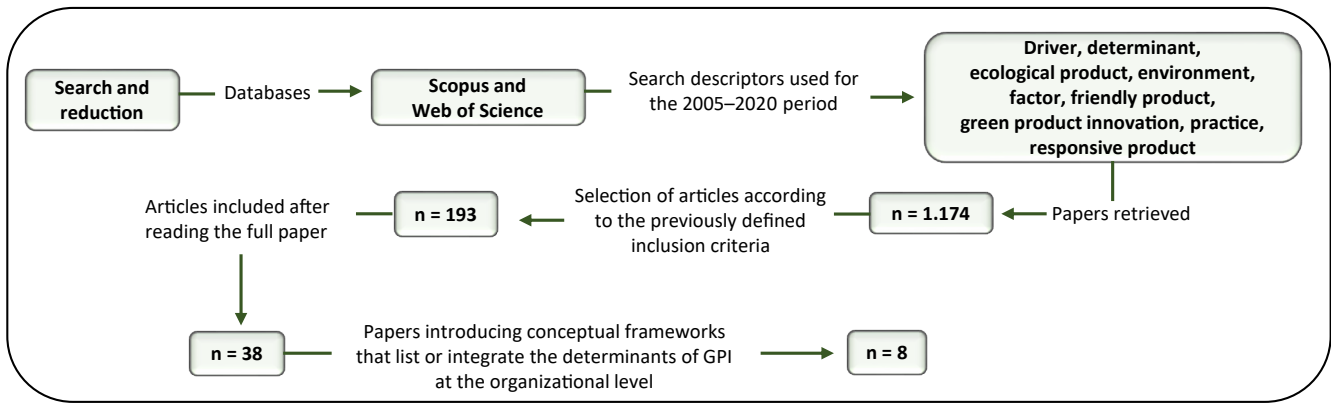 Search and
reduction
Databases
Scopus and
Web of Science
Search descriptors used for
the 2005–2020 period
Driver, determinant,
ecological product, environment,
factor, friendly product,
green product innovation, practice,
responsive product
Papers retrieved
n = 1.174
Selection of articles according
to the previously defined
inclusion criteria
n = 193
Articles included after
reading the full paper
n = 38
Papers introducing conceptual frameworks
that list or integrate the determinants of GPI
at the organizational level
n = 8